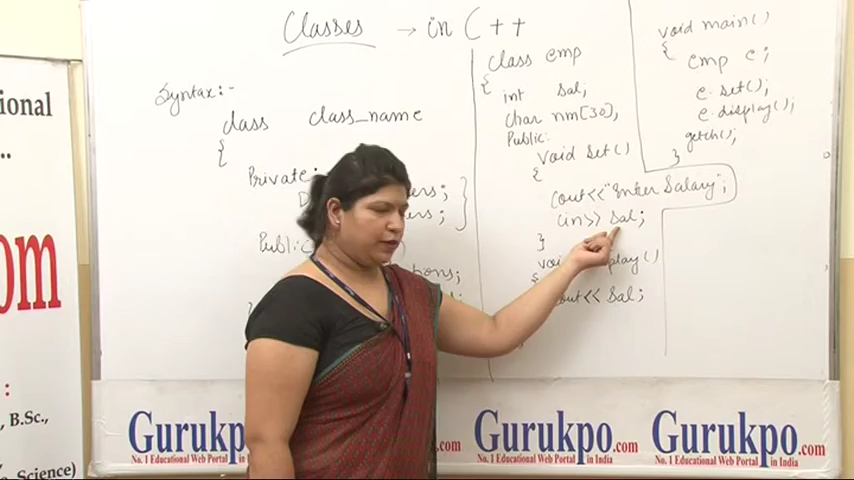 Classes → in C++
Syntax:-
class class_name
{
Private:
Public
class emp
{
int sal;
char nm[30],
Public:
void set()
{
cout<<"Enter Salary";
cin>> Sal;
}
{
cout<< Sal;
void main()
{
emp e;
e.set();
e.display();
getch();
}
ional
...
om
:
, B.Sc.,
Science)
Gurukpo.com
No. 1 Educational Web Portal in India
Gurukpo.com
No. 1 Educational Web Portal in India
Gurukpo.com
No. 1 Educational Web Portal in India